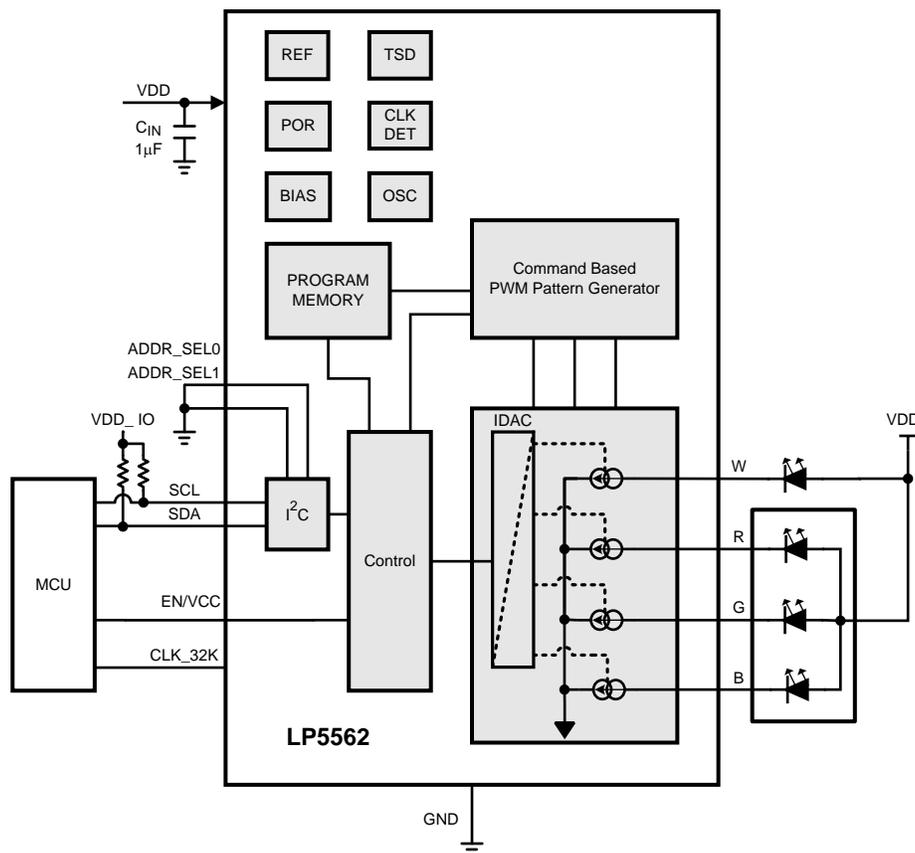 REF
TSD
VDD
C_IN
1μF
POR
CLK
DET
BIAS
OSC
PROGRAM
MEMORY
Command Based
PWM Pattern Generator
ADDR_SEL0
ADDR_SEL1
VDD_ IO
IDAC
VDD
W
SCL
SDA
I²C
R
MCU
Control
EN/VCC
G
CLK_32K
B
LP5562
GND